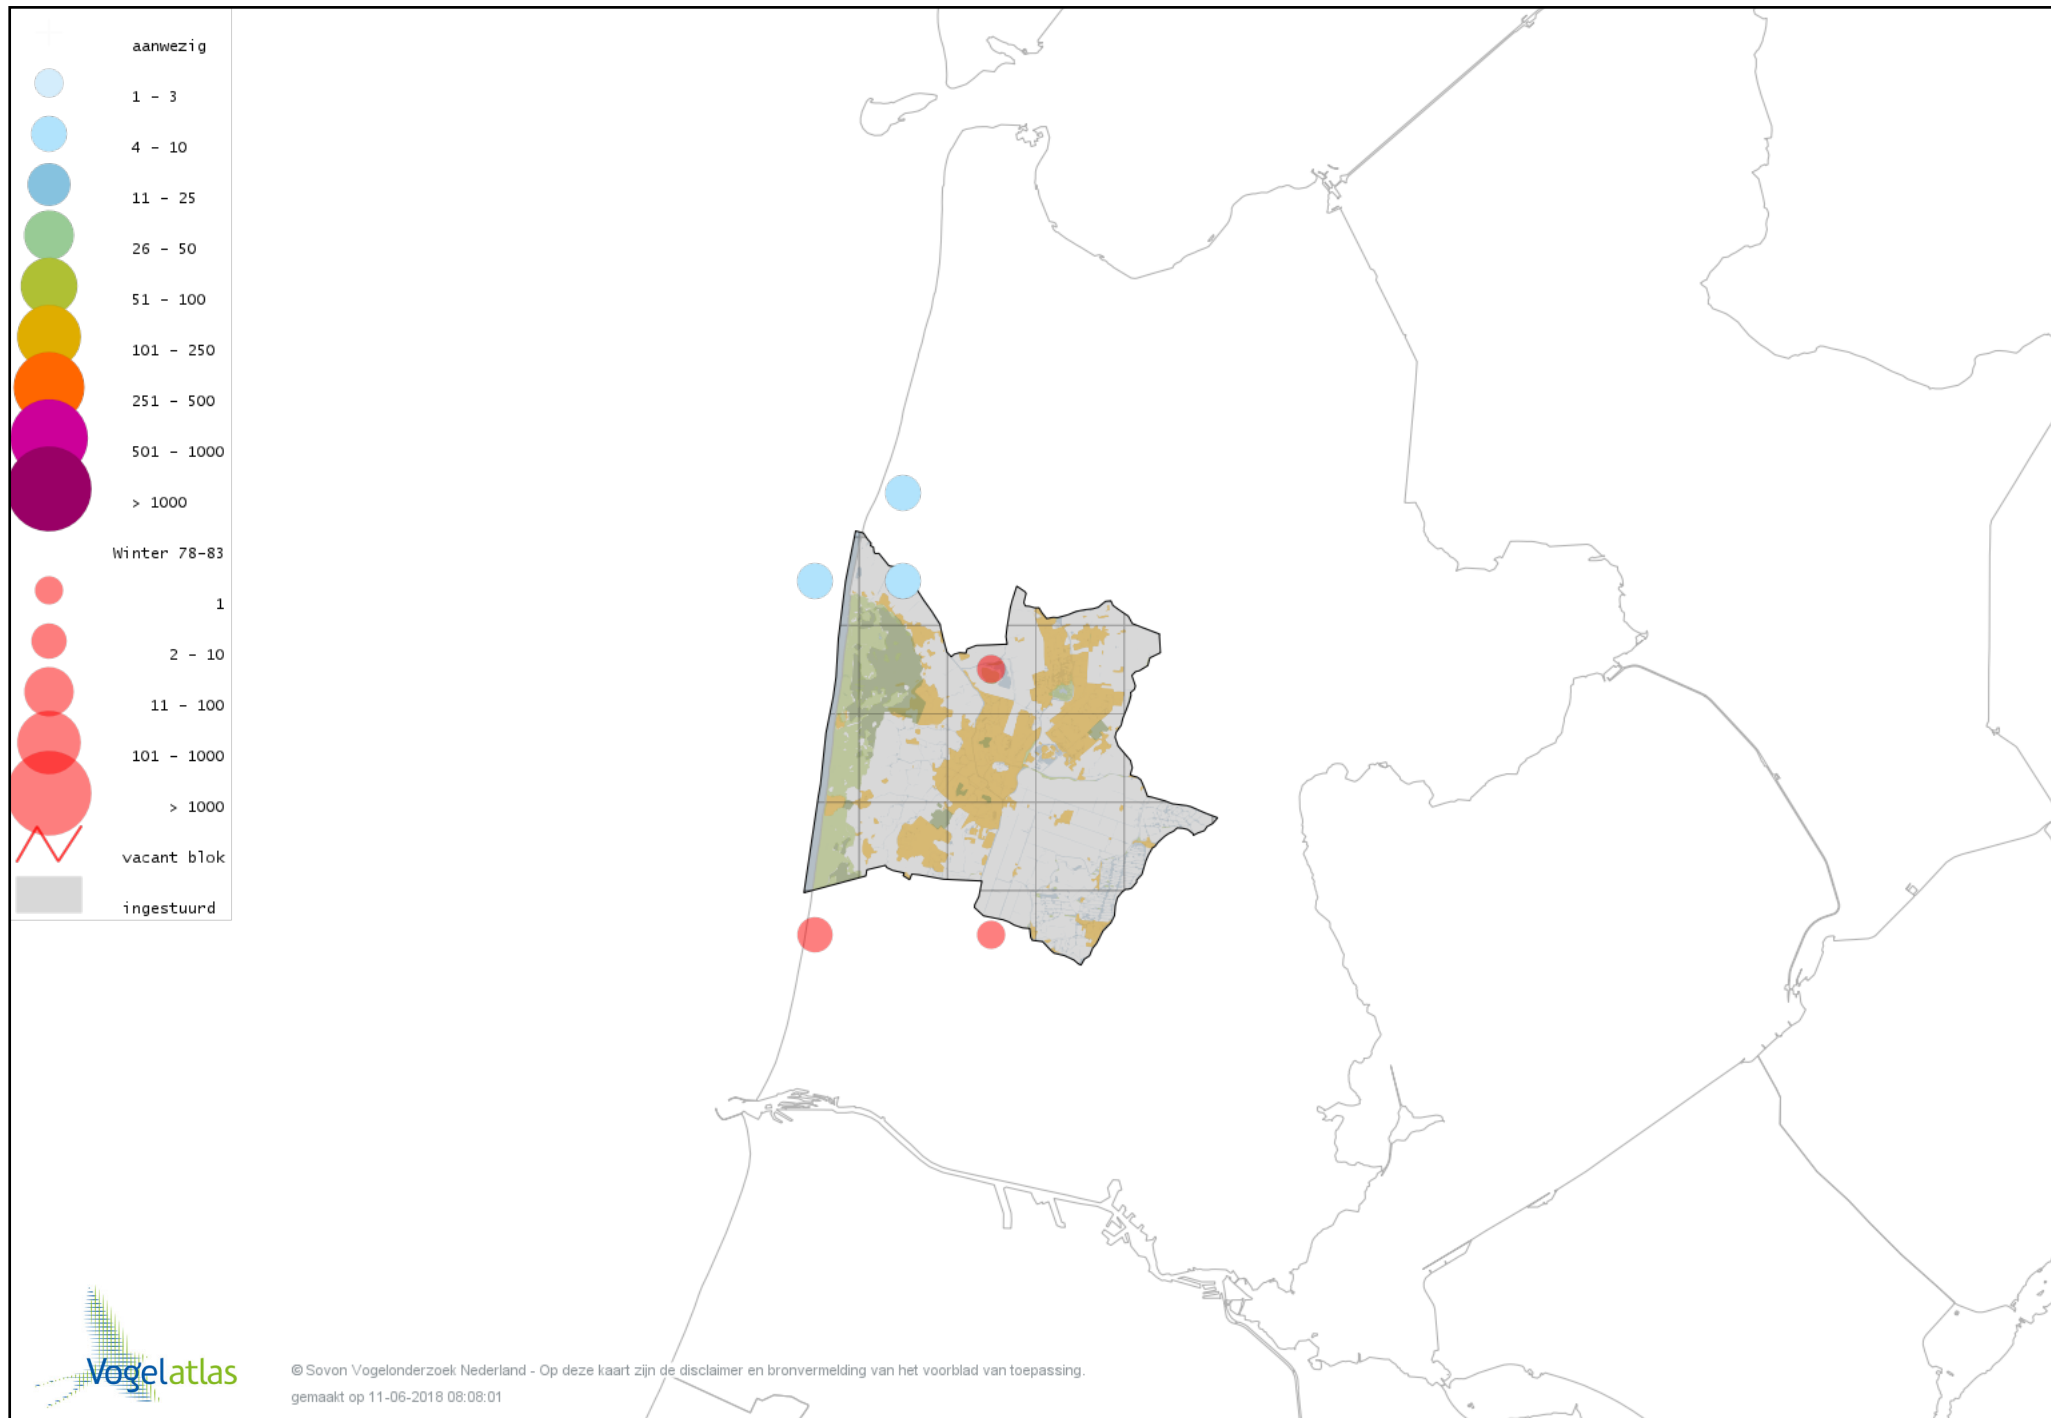 aanwezig
1 - 3
4 - 10
11 - 25
26 - 50
51 - 100
101 - 250
251 - 500
501 - 1000
> 1000
Winter 78-83
1
2 - 10
11 - 100
101 - 1000
> 1000
vacant blok
ingestuurd
Vogelatlas
© Sovon Vogelonderzoek Nederland - Op deze kaart zijn de disclaimer en bronvermelding van het voorblad van toepassing.
gemaakt op 11-06-2018 08:08:01